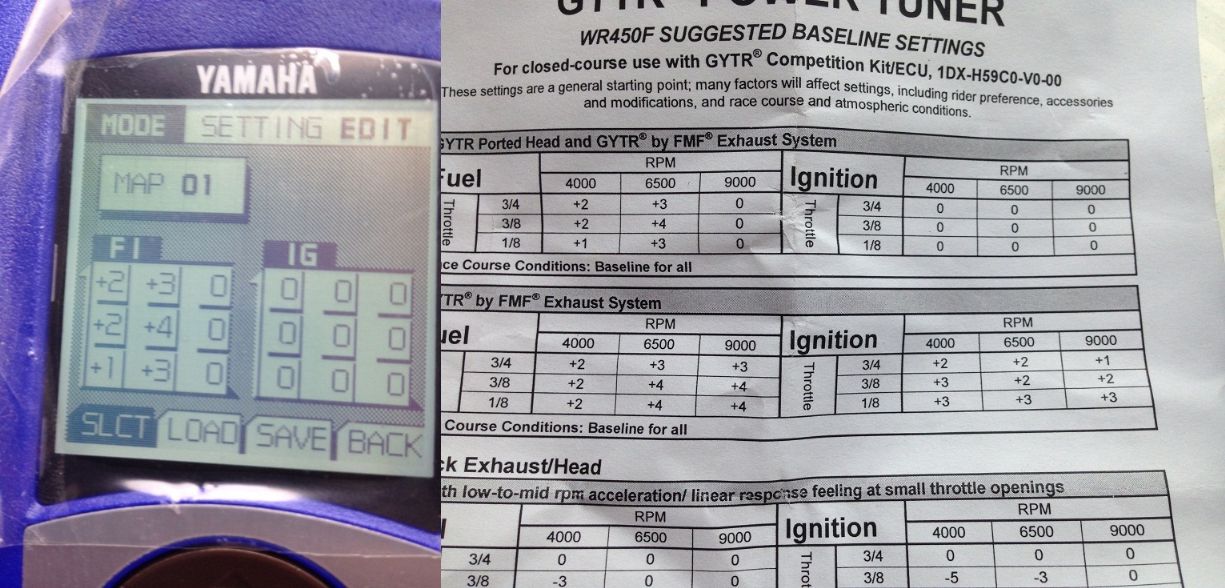 YAMAHA
MODE SETTING EDIT
MAP 01
FI IG
+2 +3 0 0 0 0
+2 +4 0 0 0 0
+1 +3 0 0 0 0
SLCT LOAD SAVE BACK
GYTR® POWER TUNER
WR450F SUGGESTED BASELINE SETTINGS
For closed-course use with GYTR® Competition Kit/ECU, 1DX-H59C0-V0-00
These settings are a general starting point; many factors will affect settings, including rider preference, accessories
and modifications, and race course and atmospheric conditions.
GYTR Ported Head and GYTR® by FMF® Exhaust System
Fuel RPM Ignition RPM
4000 6500 9000 4000 6500 9000
Throttle 3/4 +2 +3 0 Throttle 3/4 0 0 0
3/8 +2 +4 0 3/8 0 0 0
1/8 +1 +3 0 1/8 0 0 0
ce Course Conditions: Baseline for all
YTR® by FMF® Exhaust System
uel RPM Ignition RPM
4000 6500 9000 4000 6500 9000
3/4 +2 +3 +3 Throttle 3/4 +2 +2 +1
3/8 +2 +4 +4 3/8 +3 +2 +2
1/8 +2 +4 +4 1/8 +3 +3 +3
Course Conditions: Baseline for all
ck Exhaust/Head
th low-to-mid rpm acceleration/ linear response feeling at small throttle openings
RPM Ignition RPM
4000 6500 9000 4000 6500 9000
3/4 0 0 0 Throt 3/4 0 0 0
3/8 -3 0 0 3/8 -5 -3 0